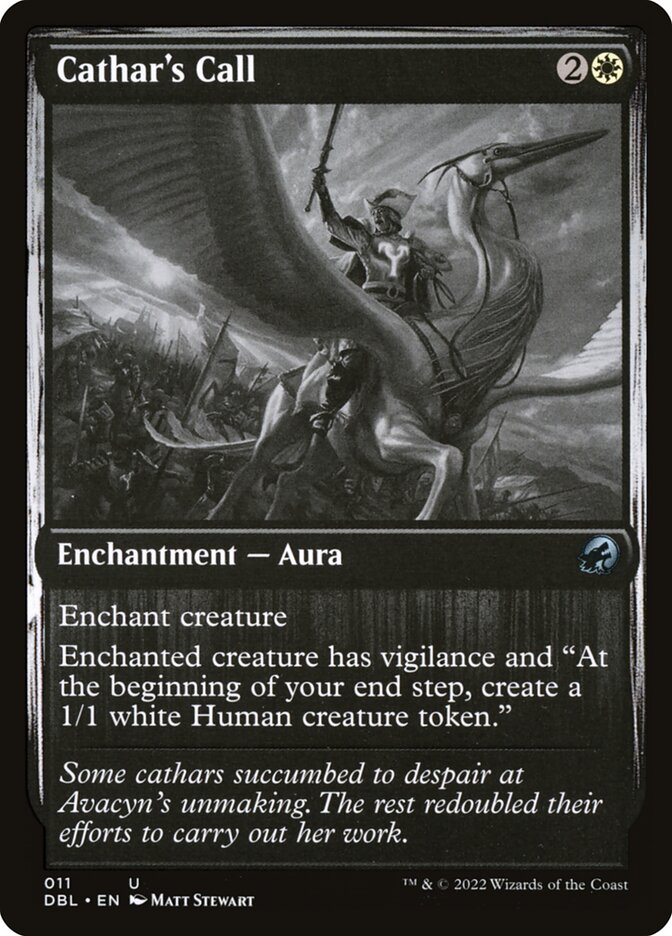 Cathar's Call 2
Enchantment — Aura
Enchant creature
Enchanted creature has vigilance and “At
the beginning of your end step, create a
1/1 white Human creature token.”
Some cathars succumbed to despair at
Avacyn's unmaking. The rest redoubled their
efforts to carry out her work.
011 U
DBL • EN Matt Stewart
™ & © 2022 Wizards of the Coast